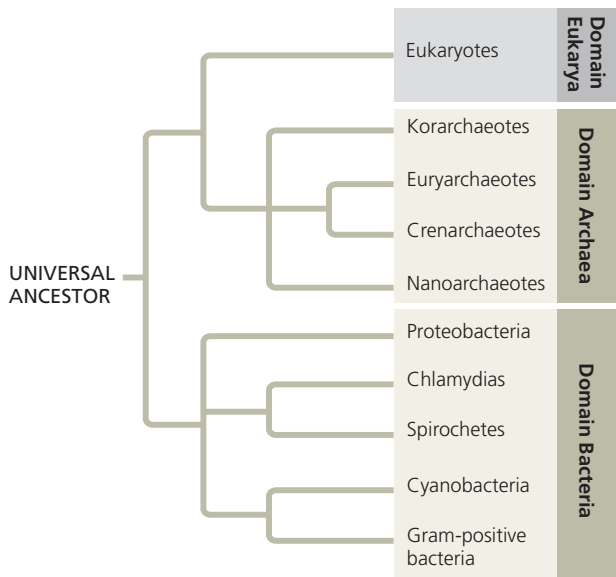 Eukaryotes
Domain
Eukarya
Korarchaeotes
Euryarchaeotes
Crenarchaeotes
Nanoarchaeotes
Domain Archaea
UNIVERSAL
ANCESTOR
Proteobacteria
Chlamydias
Spirochetes
Cyanobacteria
Gram-positive
bacteria
Domain Bacteria